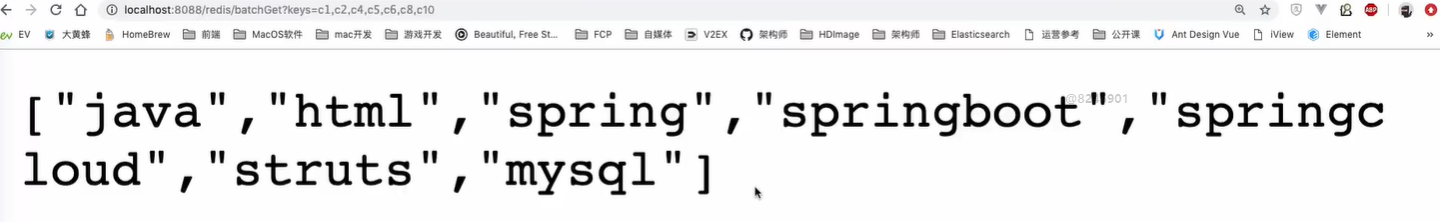 localhost:8088/redis/batchGet?keys=c1,c2,c4,c5,c6,c8,c10
ev EV 大黄蜂 HomeBrew 前端 MacOS软件 mac开发 游戏开发 Beautiful, Free St... FCP 自媒体 V2EX 架构师 HDImage 架构师 Elasticsearch 运营参考 公开课 Ant Design Vue iView Element »
["java","html","spring","springboot","springc
loud","struts","mysql"]